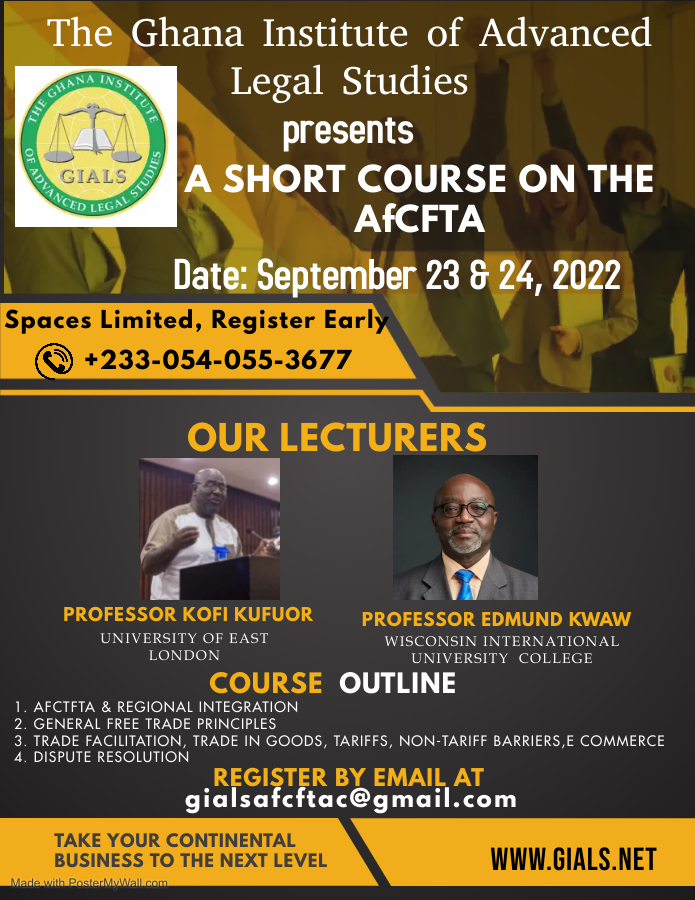 The Ghana Institute of Advanced
Legal Studies
THE GHANA INSTITUTE
OF ADVANCED LEGAL STUDIES
GIALS
presents
A SHORT COURSE ON THE
AfCFTA
Date: September 23 & 24, 2022
Spaces Limited, Register Early
+233-054-055-3677
OUR LECTURERS
PROFESSOR KOFI KUFUOR
UNIVERSITY OF EAST
LONDON
PROFESSOR EDMUND KWAW
WISCONSIN INTERNATIONAL
UNIVERSITY COLLEGE
COURSE OUTLINE
1. AFCTFTA & REGIONAL INTEGRATION
2. GENERAL FREE TRADE PRINCIPLES
3. TRADE FACILITATION, TRADE IN GOODS, TARIFFS, NON-TARIFF BARRIERS,E COMMERCE
4. DISPUTE RESOLUTION
REGISTER BY EMAIL AT
gialsafcftac@gmail.com
TAKE YOUR CONTINENTAL
BUSINESS TO THE NEXT LEVEL
WWW.GIALS.NET
Made with PosterMyWall.com